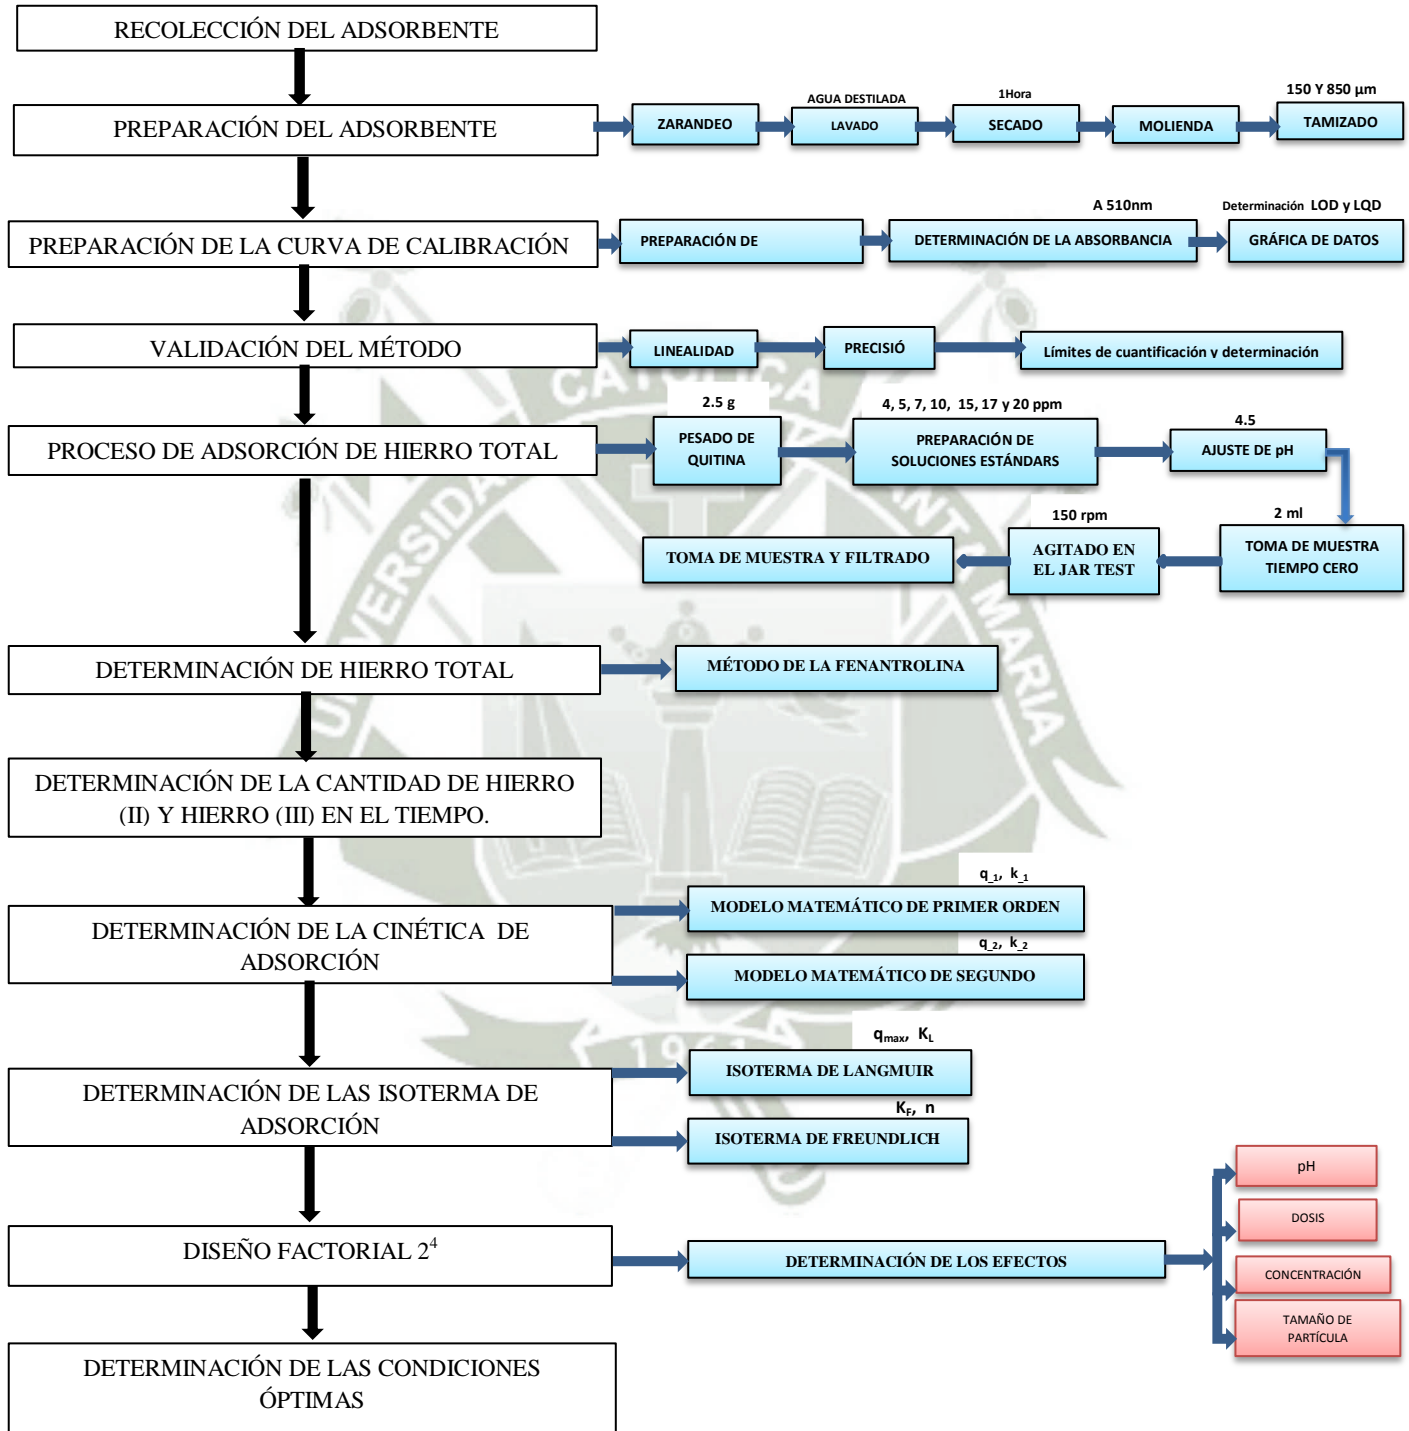 RECOLECCIÓN DEL ADSORBENTE
PREPARACIÓN DEL ADSORBENTE
ZARANDEO
AGUA DESTILADA
LAVADO
1Hora
SECADO
MOLIENDA
150 Y 850 µm
TAMIZADO
PREPARACIÓN DE LA CURVA DE CALIBRACIÓN
PREPARACIÓN DE
A 510nm
DETERMINACIÓN DE LA ABSORBANCIA
Determinación LOD y LQD
GRÁFICA DE DATOS
VALIDACIÓN DEL MÉTODO
LINEALIDAD
PRECISIÓ
Límites de cuantificación y determinación
PROCESO DE ADSORCIÓN DE HIERRO TOTAL
2.5 g
PESADO DE
QUITINA
4, 5, 7, 10, 15, 17 y 20 ppm
PREPARACIÓN DE
SOLUCIONES ESTÁNDARS
4.5
AJUSTE DE pH
2 ml
TOMA DE MUESTRA
TIEMPO CERO
150 rpm
AGITADO EN
EL JAR TEST
TOMA DE MUESTRA Y FILTRADO
DETERMINACIÓN DE HIERRO TOTAL
MÉTODO DE LA FENANTROLINA
DETERMINACIÓN DE LA CANTIDAD DE HIERRO
(II) Y HIERRO (III) EN EL TIEMPO.
DETERMINACIÓN DE LA CINÉTICA DE
ADSORCIÓN
q_1, k_1
MODELO MATEMÁTICO DE PRIMER ORDEN
q_2, k_2
MODELO MATEMÁTICO DE SEGUNDO
DETERMINACIÓN DE LAS ISOTERMA DE
ADSORCIÓN
qmax, KL
ISOTERMA DE LANGMUIR
KF, n
ISOTERMA DE FREUNDLICH
DISEÑO FACTORIAL 2⁴
DETERMINACIÓN DE LOS EFECTOS
pH
DOSIS
CONCENTRACIÓN
TAMAÑO DE
PARTÍCULA
DETERMINACIÓN DE LAS CONDICIONES
ÓPTIMAS
UNIVERSIDAD CATÓLICA
SANTA MARIA
1961